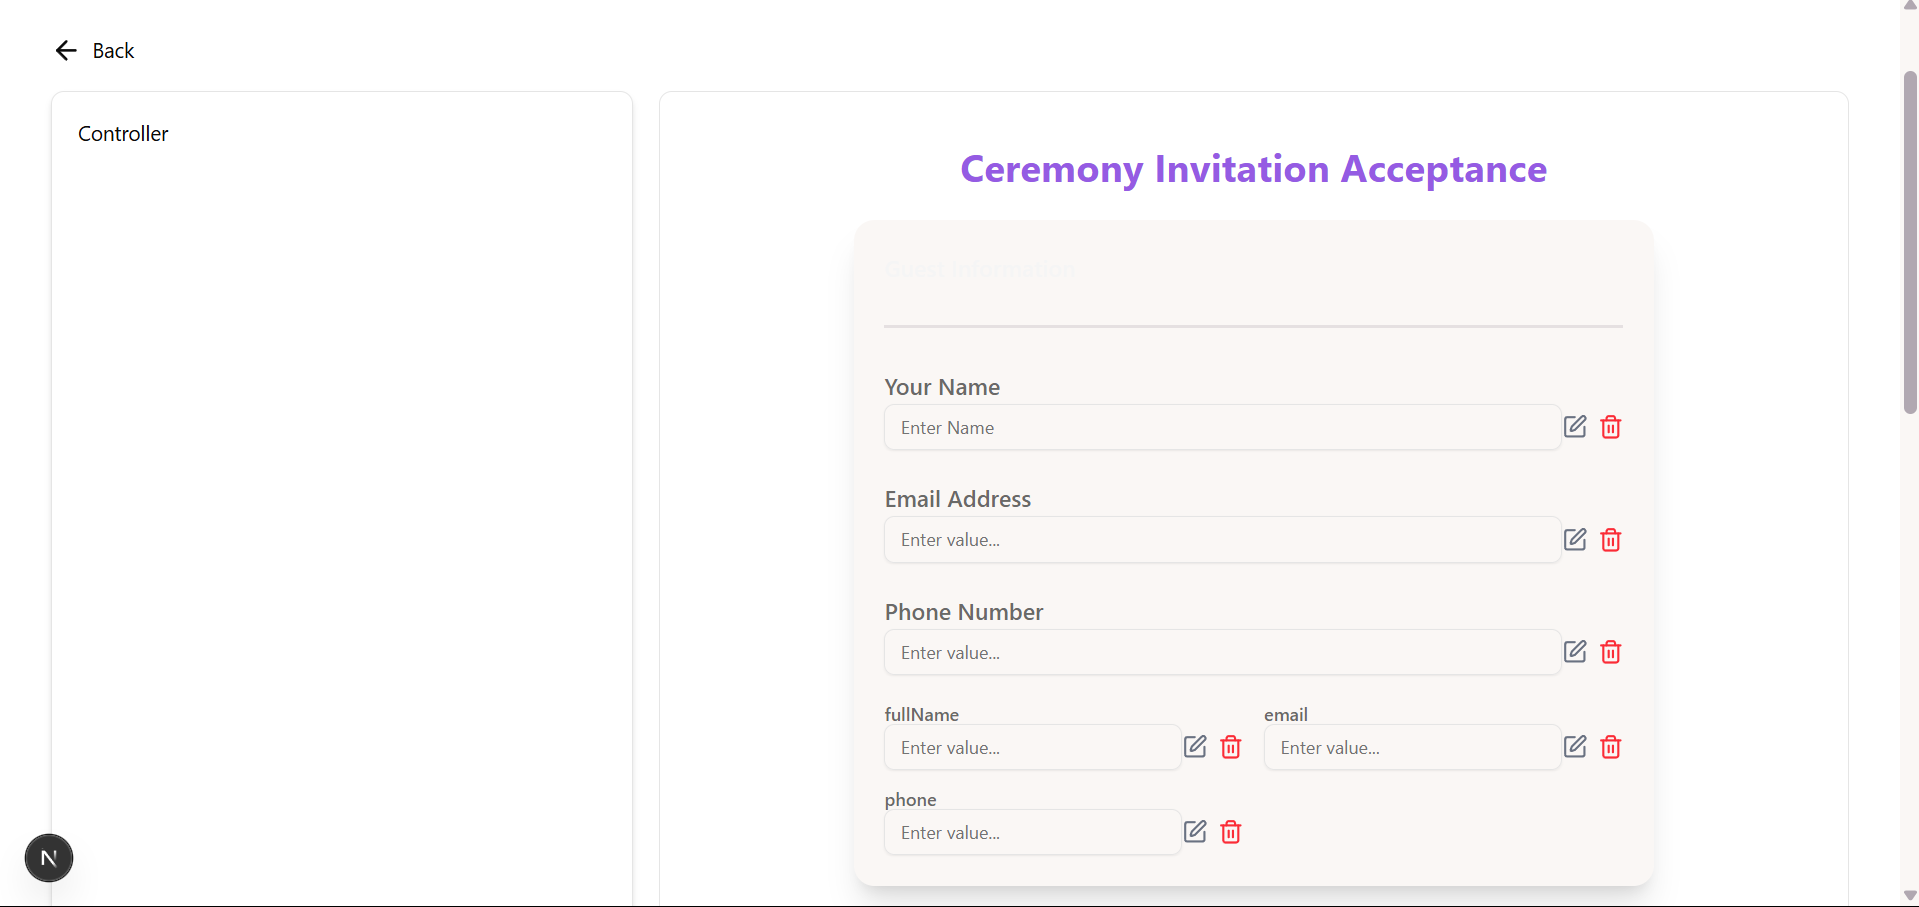 Back
Controller
Ceremony Invitation Acceptance
Guest Information
Your Name
Enter Name
Email Address
Enter value...
Phone Number
Enter value...
fullName email
Enter value... Enter value...
phone
Enter value...
N